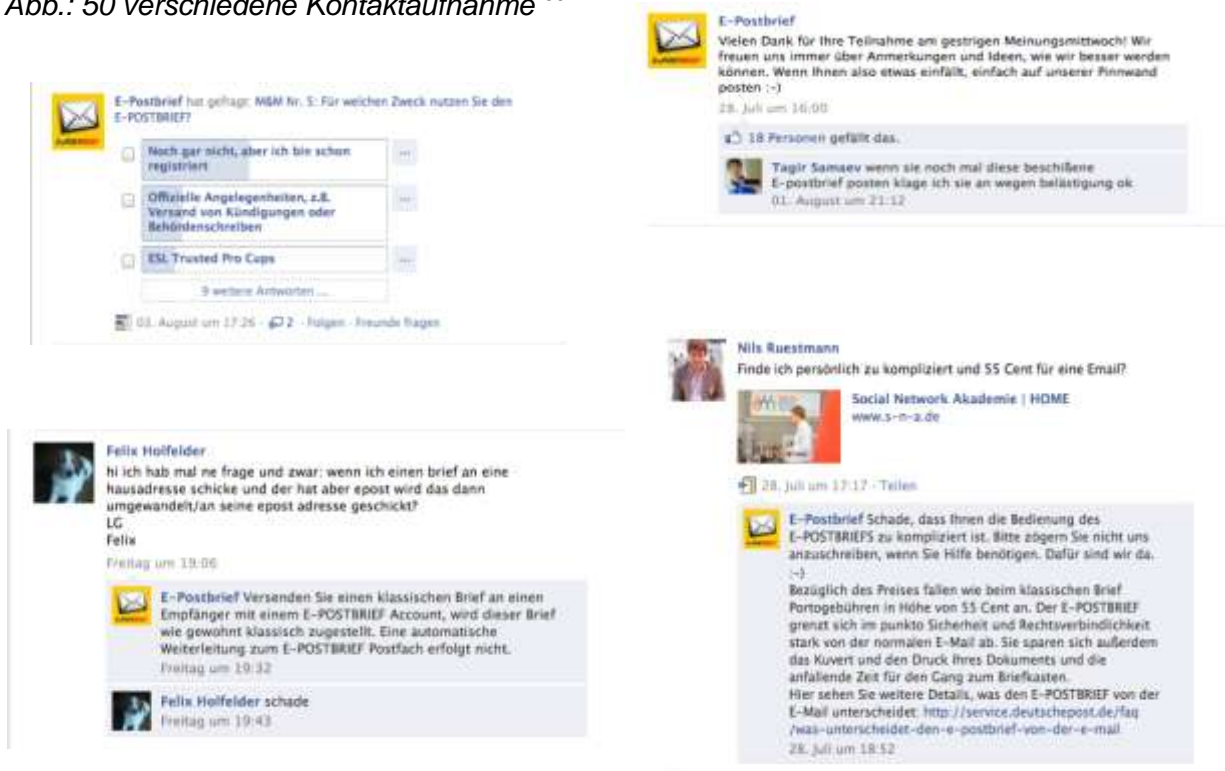 Abb.: 50 verschiedene Kontaktaufnahme
E-Postbrief hat gefragt: M&M Nr. 5: Für welchen Zweck nutzen Sie den
E-POSTBRIEF?
Noch gar nicht, aber ich bin schon
registriert
...
Offizielle Angelegenheiten, z.B.
Versand von Kündigungen oder
Behördenschreiben
...
ESL Trusted Pro Cups
...
9 weitere Antworten ...
03. August um 17:26 · 2 · Folgen · Freunde fragen
Felix Holfelder
hi ich hab mal ne frage und zwar: wenn ich einen brief an eine
hausadresse schicke und der hat aber epost wird das dann
umgewandelt/an seine epost adresse geschickt?
LG
Felix
Freitag um 19:06
E-Postbrief Versenden Sie einen klassischen Brief an einen
Empfänger mit einem E-POSTBRIEF Account, wird dieser Brief
wie gewohnt klassisch zugestellt. Eine automatische
Weiterleitung zum E-POSTBRIEF Postfach erfolgt nicht.
Freitag um 19:32
Felix Holfelder schade
Freitag um 19:43
E-Postbrief
Vielen Dank für Ihre Teilnahme am gestrigen Meinungsmittwoch! Wir
freuen uns immer über Anmerkungen und Ideen, wie wir besser werden
können. Wenn Ihnen also etwas einfällt, einfach auf unserer Pinnwand
posten :-)
28. Juli um 16:00
18 Personen gefällt das.
Tagir Samaev wenn sie noch mal diese beschißene
E-postbrief posten klage ich sie an wegen belästigung ok
01. August um 21:12
Nils Ruestmann
Finde ich persönlich zu kompliziert und 55 Cent für eine Email?
Social Network Akademie | HOME
www.s-n-a.de
28. Juli um 17:17 · Teilen
E-Postbrief Schade, dass Ihnen die Bedienung des
E-POSTBRIEFS zu kompliziert ist. Bitte zögern Sie nicht uns
anzuschreiben, wenn Sie Hilfe benötigen. Dafür sind wir da.
:-)
Bezüglich des Preises fallen wie beim klassischen Brief
Portogebühren in Höhe von 55 Cent an. Der E-POSTBRIEF
grenzt sich im punkto Sicherheit und Rechtsverbindlichkeit
stark von der normalen E-Mail ab. Sie sparen sich außerdem
das Kuvert und den Druck Ihres Dokuments und die
anfallende Zeit für den Gang zum Briefkasten.
Hier sehen Sie weitere Details, was den E-POSTBRIEF von der
E-Mail unterscheidet: http://service.deutschepost.de/faq
/was-unterscheidet-den-e-postbrief-von-der-e-mail
28. Juli um 18:52